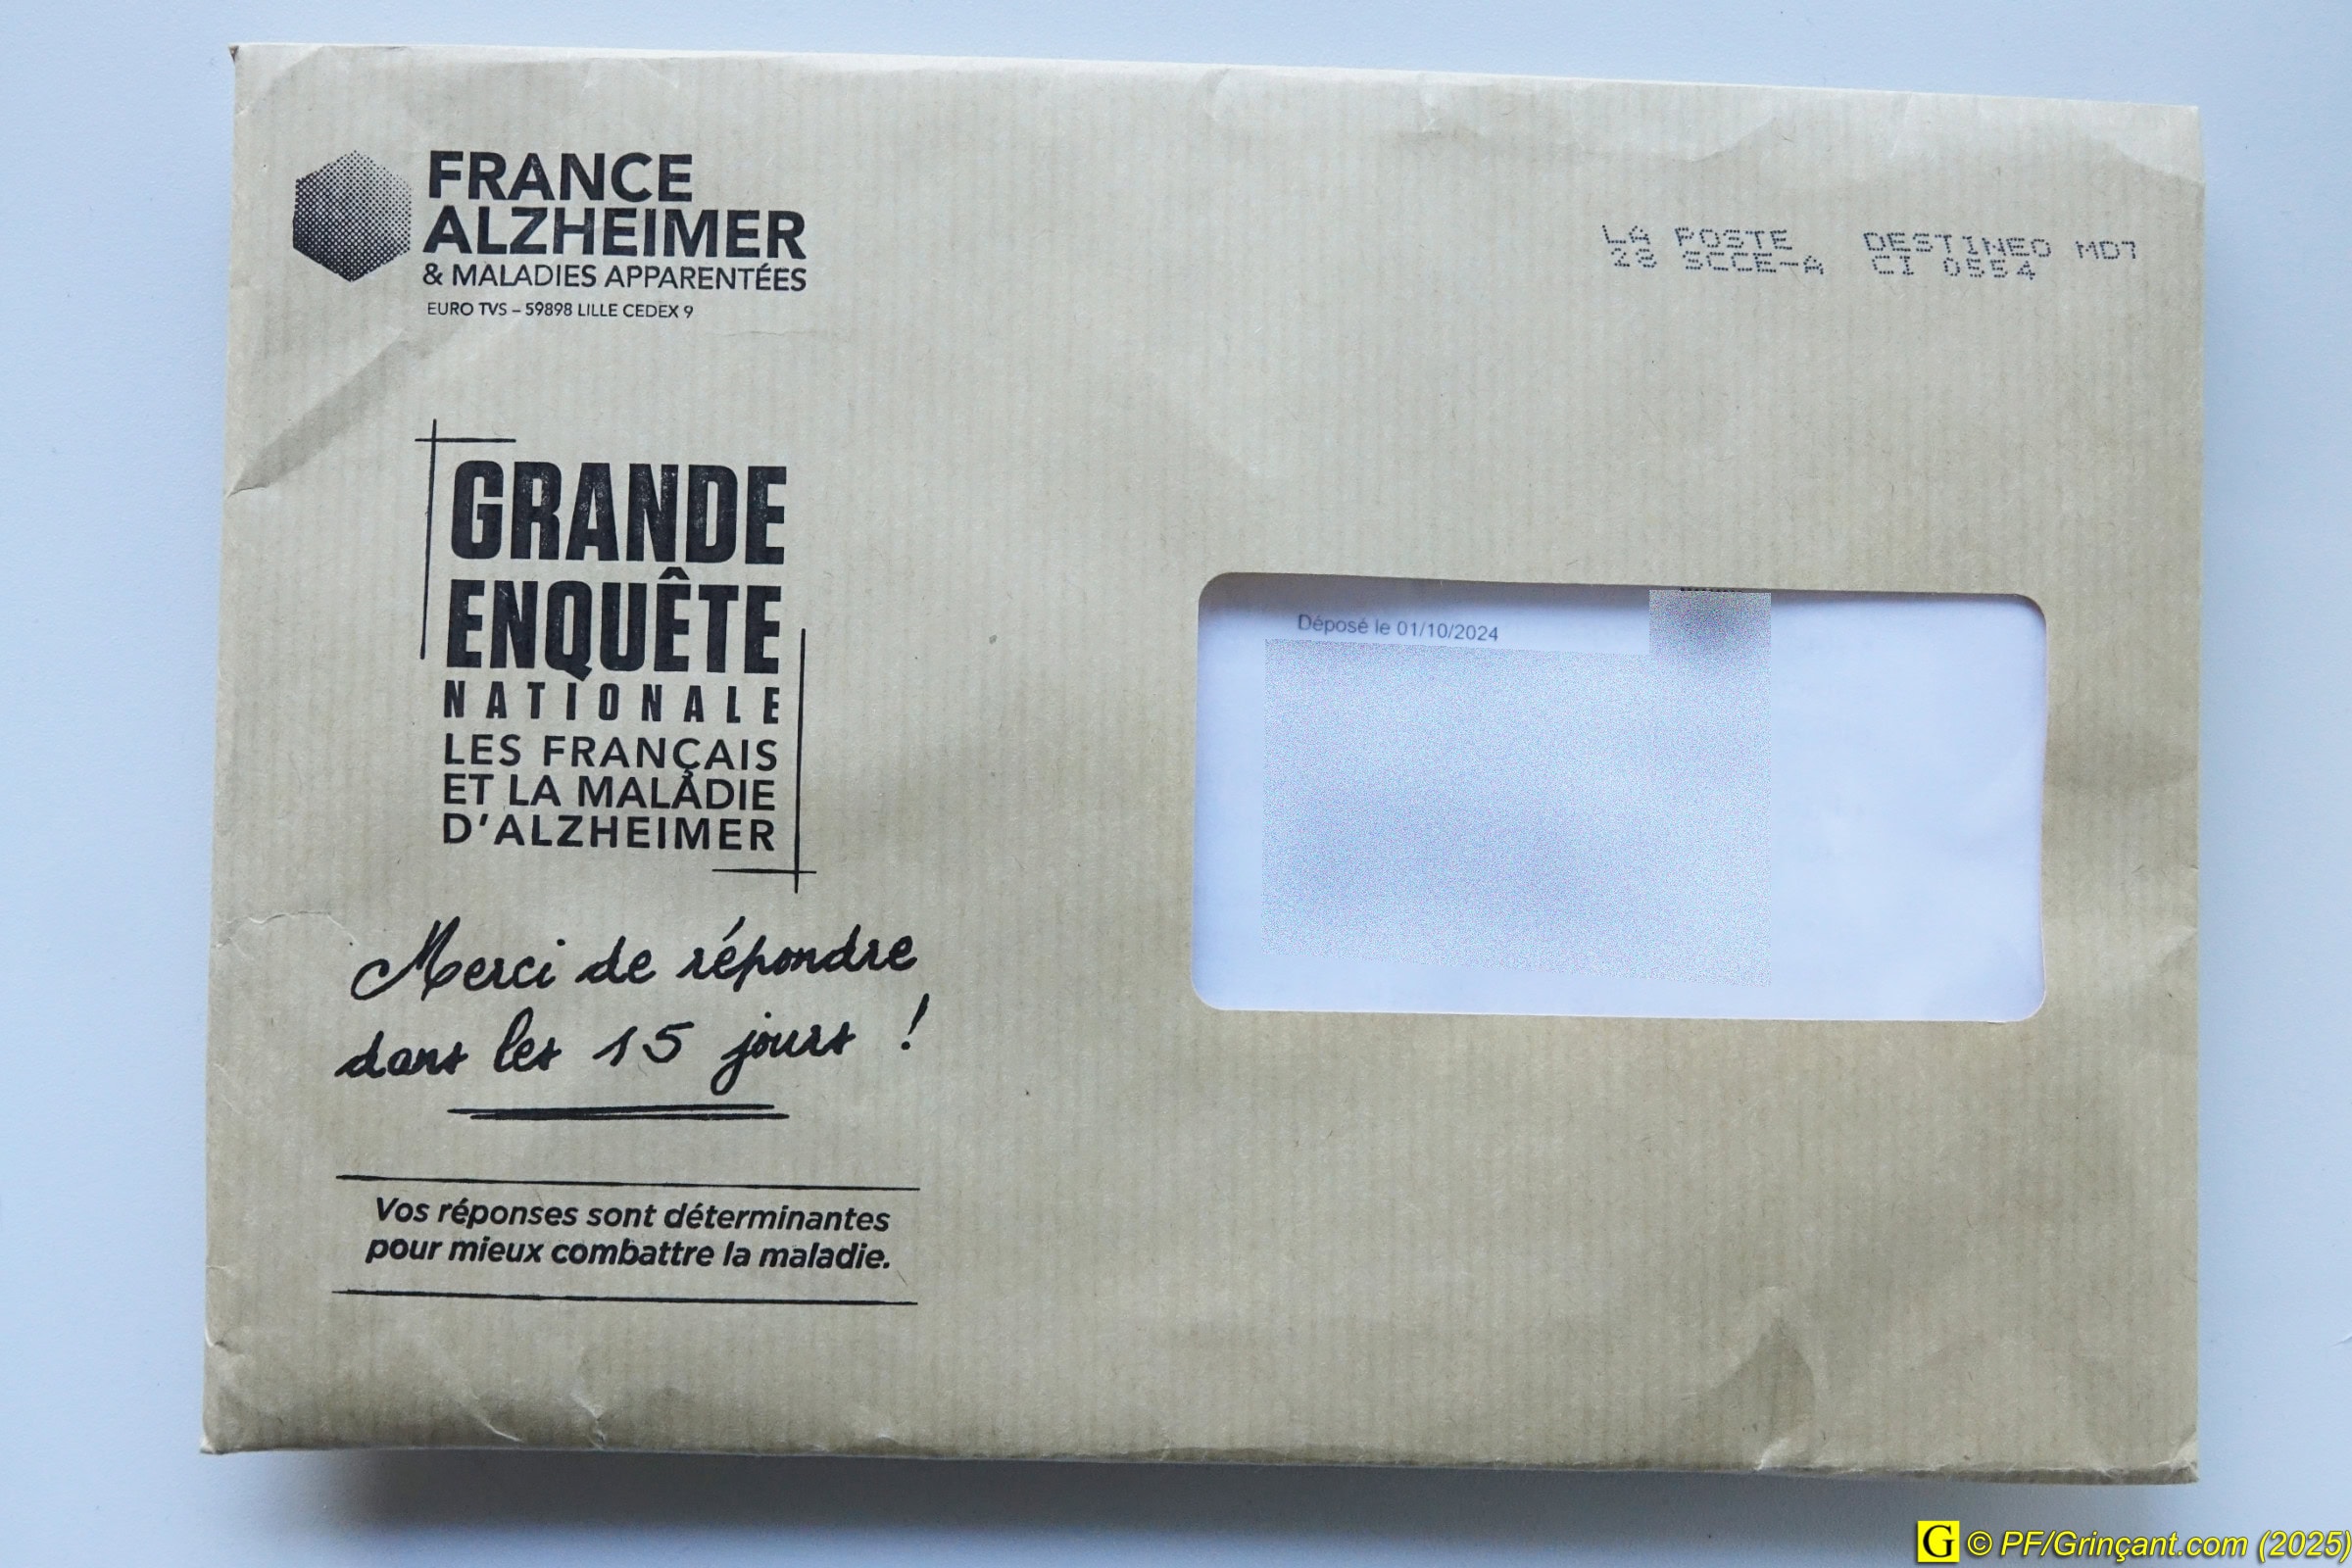 FRANCE
ALZHEIMER
& MALADIES APPARENTÉES
EURO TVS – 59898 LILLE CEDEX 9
LA POSTE DESTINEO MD7
28 SCCE-A CI 0554
GRANDE
ENQUÊTE
NATIONALE
LES FRANÇAIS
ET LA MALADIE
D'ALZHEIMER
Déposé le 01/10/2024
Merci de répondre
dans les 15 jours !
Vos réponses sont déterminantes
pour mieux combattre la maladie.
G © PF/Grinçant.com (2025)